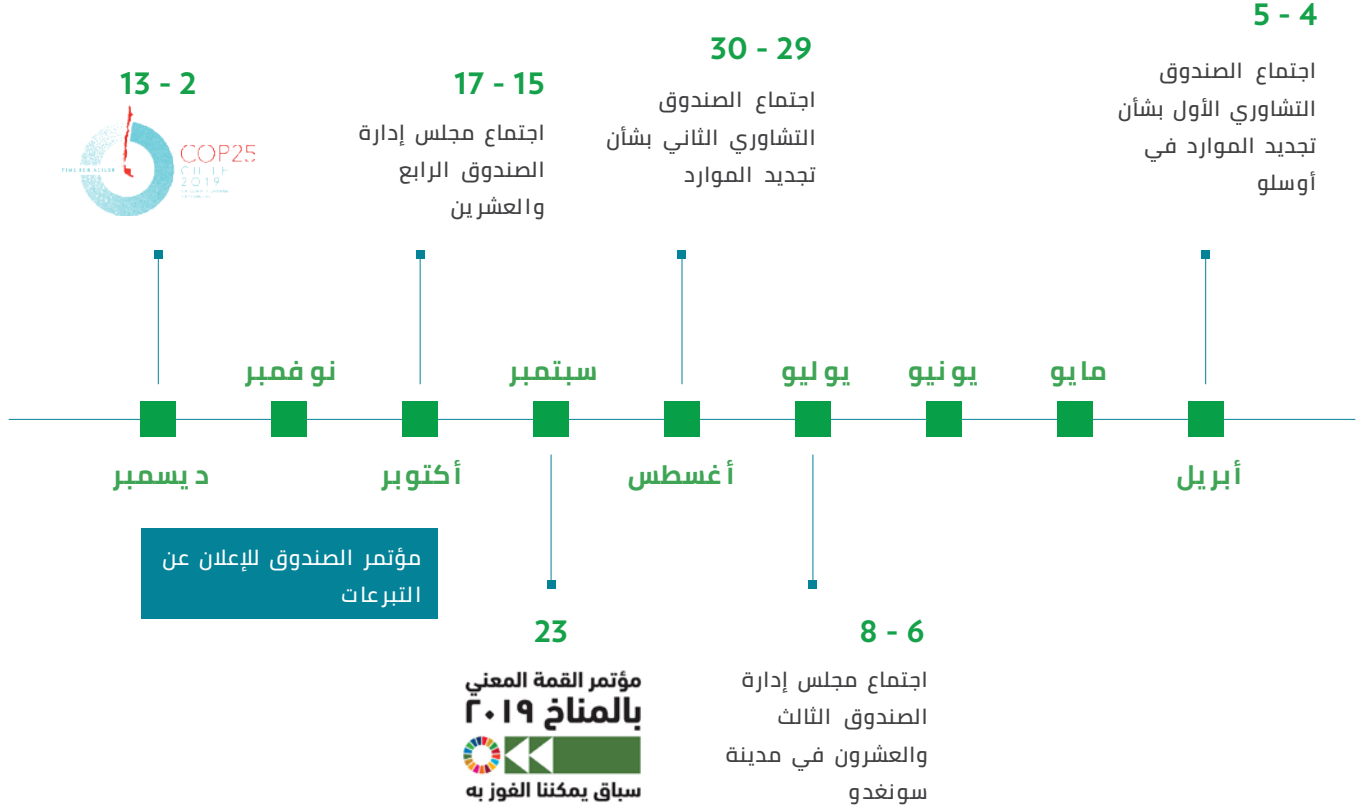 5 - 4
اجتماع الصندوق
التشاوري الأول بشأن
تجديد الموارد في
أوسلو
30 - 29
اجتماع الصندوق
التشاوري الثاني بشأن
تجديد الموارد
17 - 15
اجتماع مجلس إدارة
الصندوق الرابع
والعشرين
13 - 2
TIME FOR ACTION
COP25
CHILE
2019
مايو
يونيو
يوليو
سبتمبر
نوفمبر
أبريل
أغسطس
أكتوبر
ديسمبر
مؤتمر الصندوق للإعلان عن
التبرعات
8 - 6
اجتماع مجلس إدارة
الصندوق الثالث
والعشرون في مدينة
سونغدو
23
مؤتمر القمة المعني
بالمناخ ٢٠١٩
سباق يمكننا الفوز به